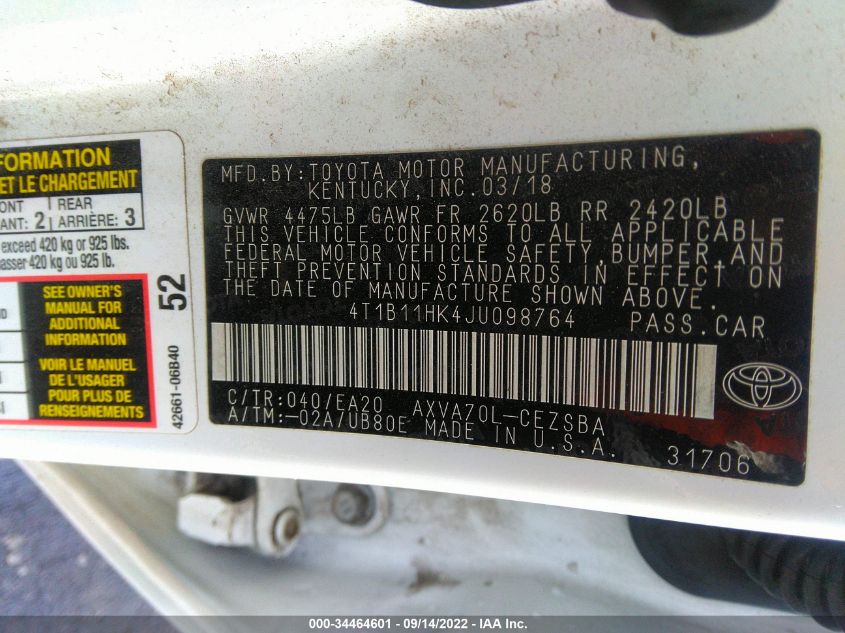 FORMATION
ET LE CHARGEMENT
REAR
2 ARRIÈRE: 3
exceed 420 kg or 925 lbs.
passer 420 kg ou 925 lb.
SEE OWNER'S
MANUAL FOR
ADDITIONAL
INFORMATION
VOIR LE MANUEL
DE L'USAGER
POUR PLUS DE
RENSEIGNEMENTS
52
42661-06B40
MFD.BY:TOYOTA MOTOR MANUFACTURING,
KENTUCKY,INC.03/18
GVWR 4475LB GAWR FR 2620LB RR 2420LB
THIS VEHICLE CONFORMS TO ALL APPLICABLE
FEDERAL MOTOR VEHICLE SAFETY,BUMPER,AND
THEFT PREVENTION STANDARDS IN EFFECT ON
THE DATE OF MANUFACTURE SHOWN ABOVE.
4T1B11HK4JU098764 PASS.CAR
C/TR:040/EA20 AXVA70L-CEZSBA
A/TM:-02A/UB80E MADE IN U.S.A.
31706
000-34464601 - 09/14/2022 - IAA Inc.